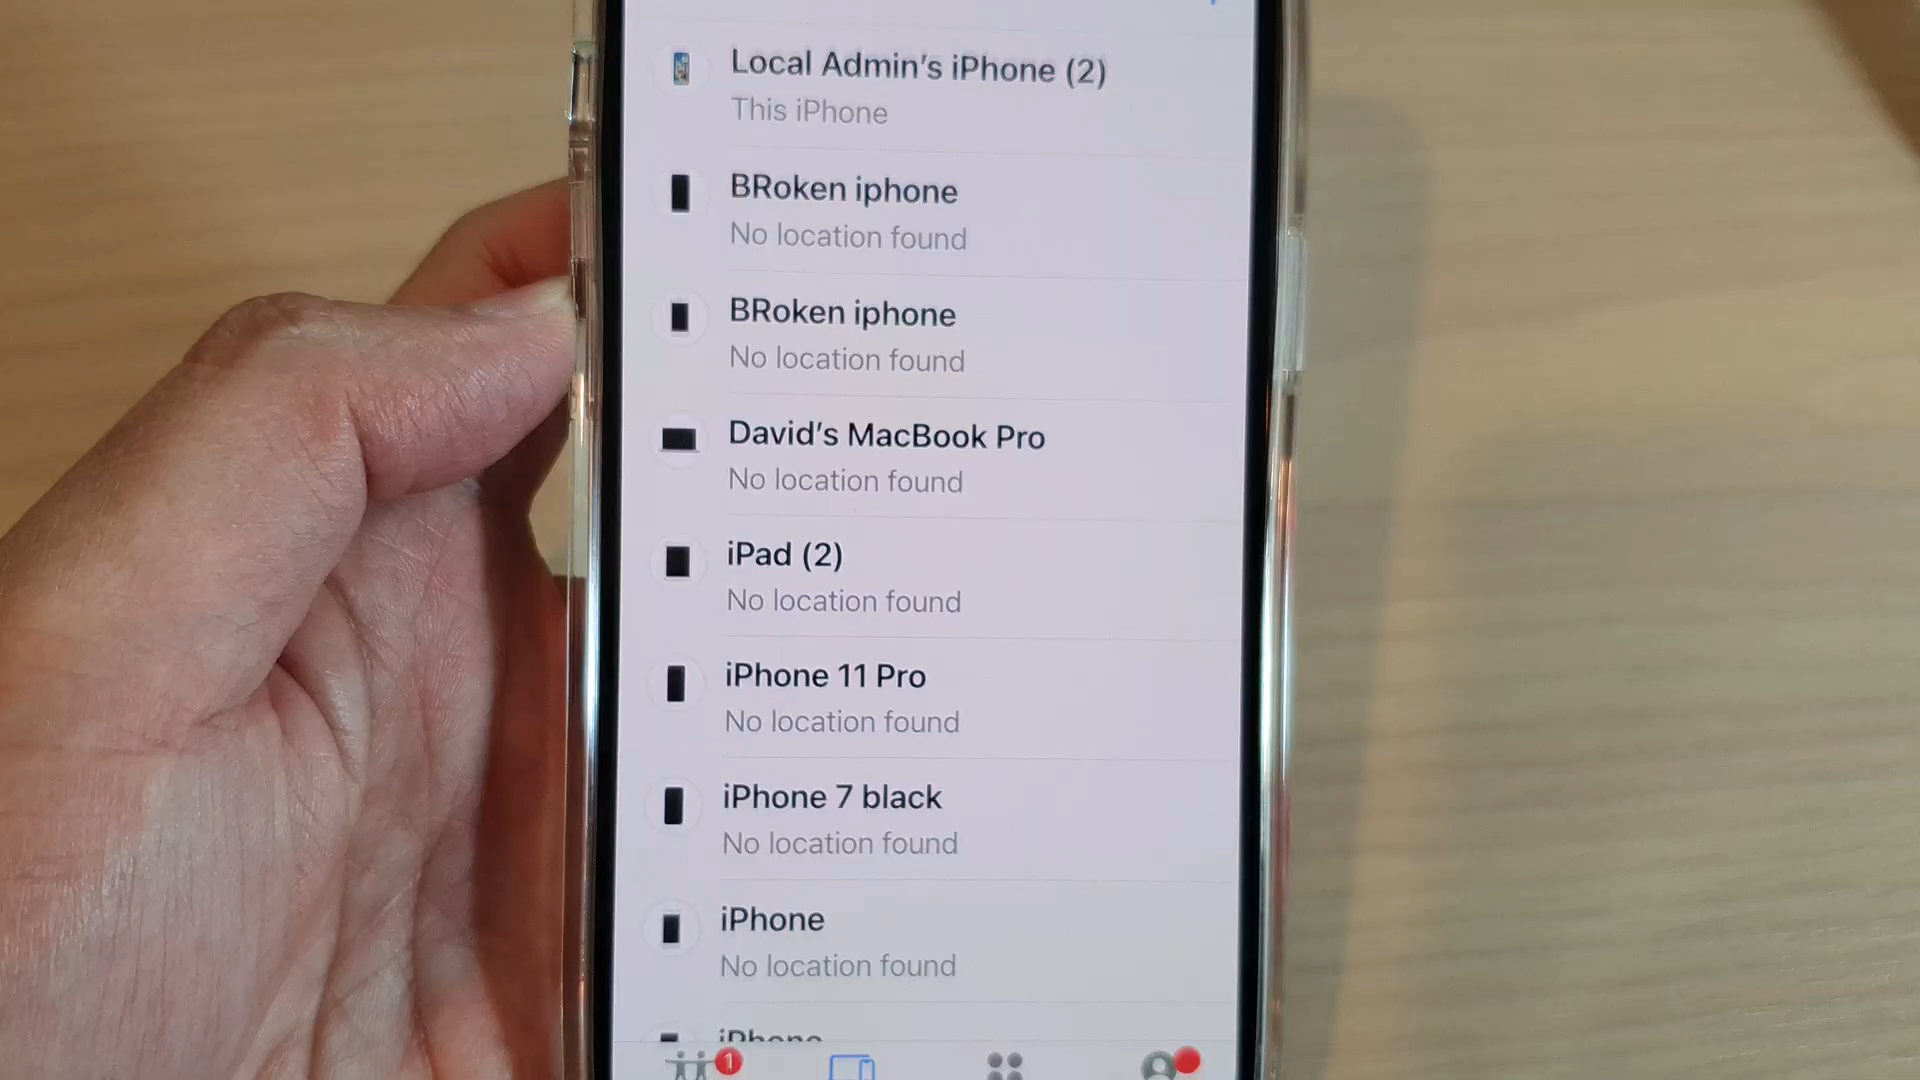 Local Admin's iPhone (2)
This iPhone
BRoken iphone
No location found
BRoken iphone
No location found
David's MacBook Pro
No location found
iPad (2)
No location found
iPhone 11 Pro
No location found
iPhone 7 black
No location found
iPhone
No location found
iPhone
1